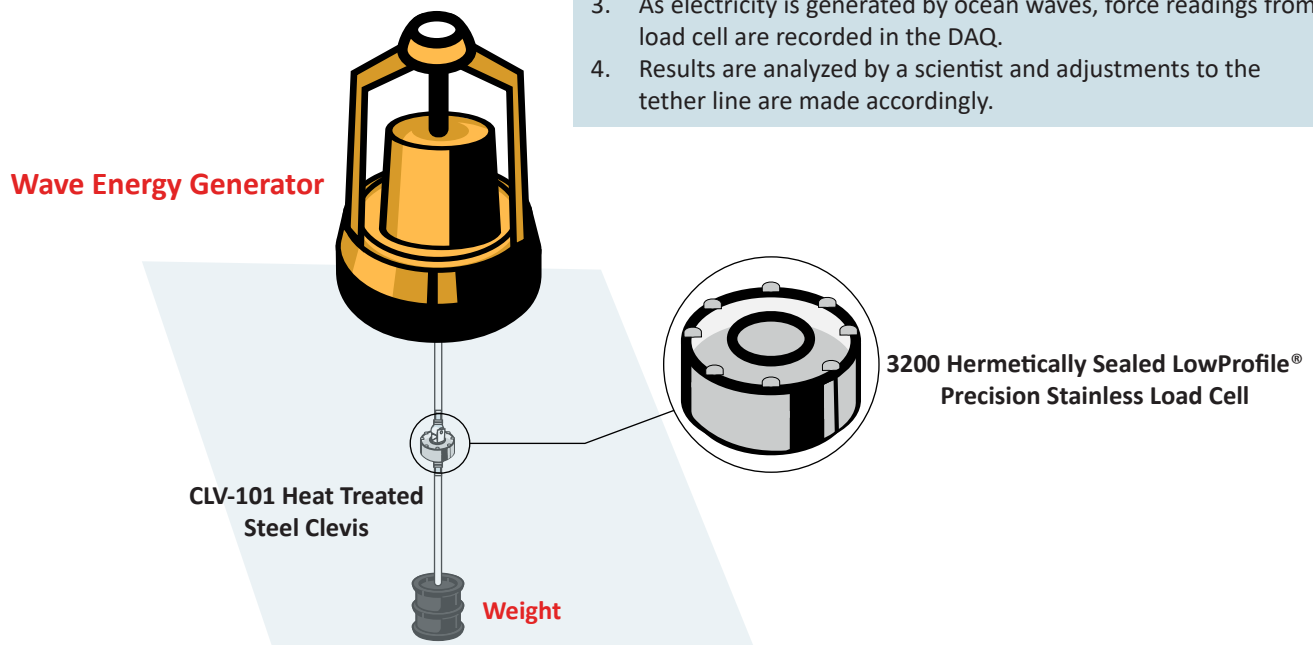 3. As electricity is generated by ocean waves, force readings from
load cell are recorded in the DAQ.
4. Results are analyzed by a scientist and adjustments to the
tether line are made accordingly.
Wave Energy Generator
3200 Hermetically Sealed LowProfile®
Precision Stainless Load Cell
CLV-101 Heat Treated
Steel Clevis
Weight